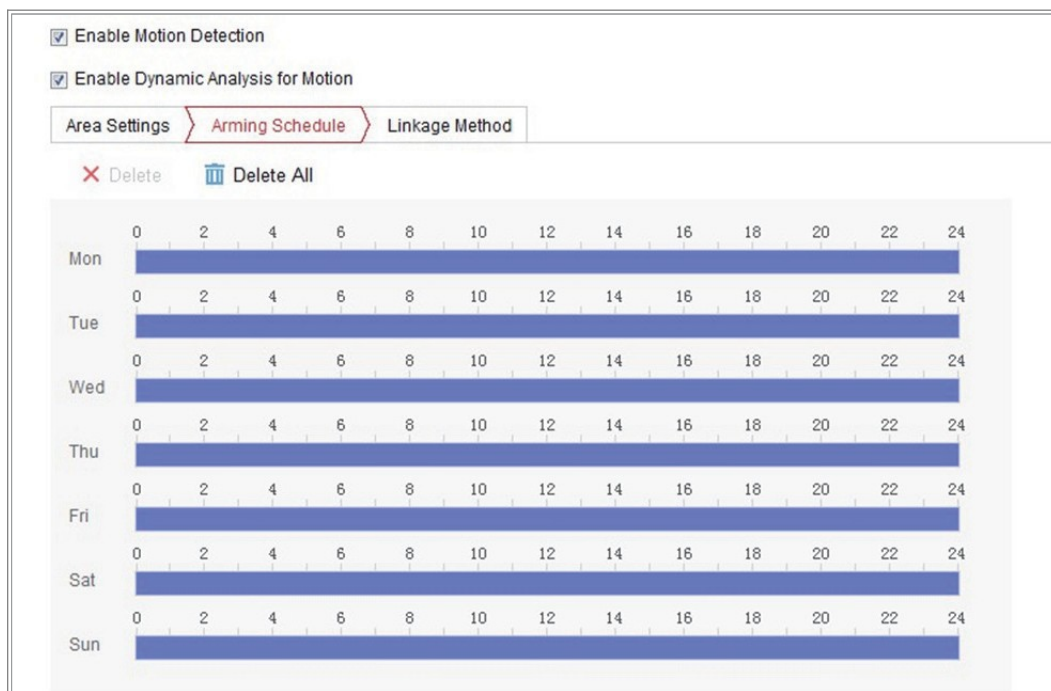 Enable Motion Detection
Enable Dynamic Analysis for Motion
Area Settings Arming Schedule Linkage Method
Delete Delete All
0 2 4 6 8 10 12 14 16 18 20 22 24
Mon
0 2 4 6 8 10 12 14 16 18 20 22 24
Tue
0 2 4 6 8 10 12 14 16 18 20 22 24
Wed
0 2 4 6 8 10 12 14 16 18 20 22 24
Thu
0 2 4 6 8 10 12 14 16 18 20 22 24
Fri
0 2 4 6 8 10 12 14 16 18 20 22 24
Sat
0 2 4 6 8 10 12 14 16 18 20 22 24
Sun